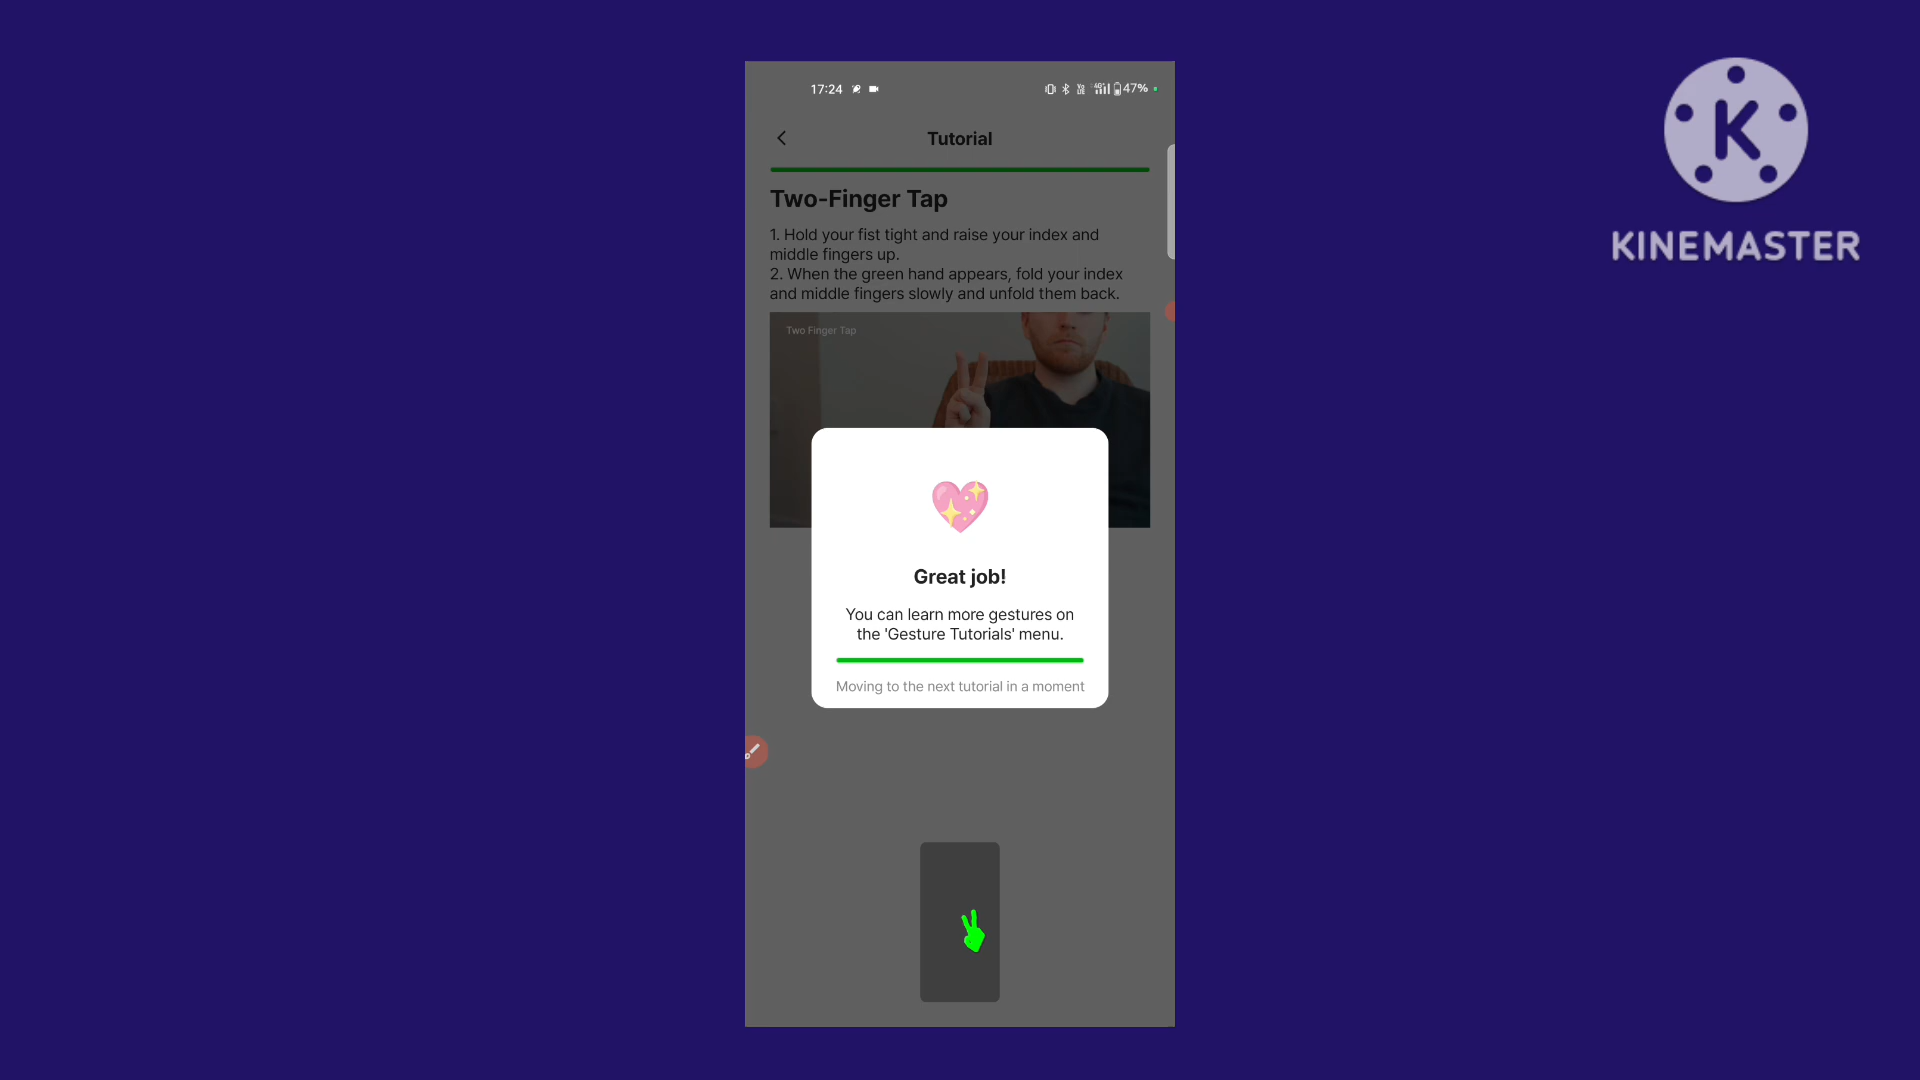 17:24
47%
KINEMASTER
Tutorial
Two-Finger Tap
1. Hold your fist tight and raise your index and
middle fingers up.
2. When the green hand appears, fold your index
and middle fingers slowly and unfold them back.
Two Finger Tap
Great job!
You can learn more gestures on
the 'Gesture Tutorials' menu.
Moving to the next tutorial in a moment